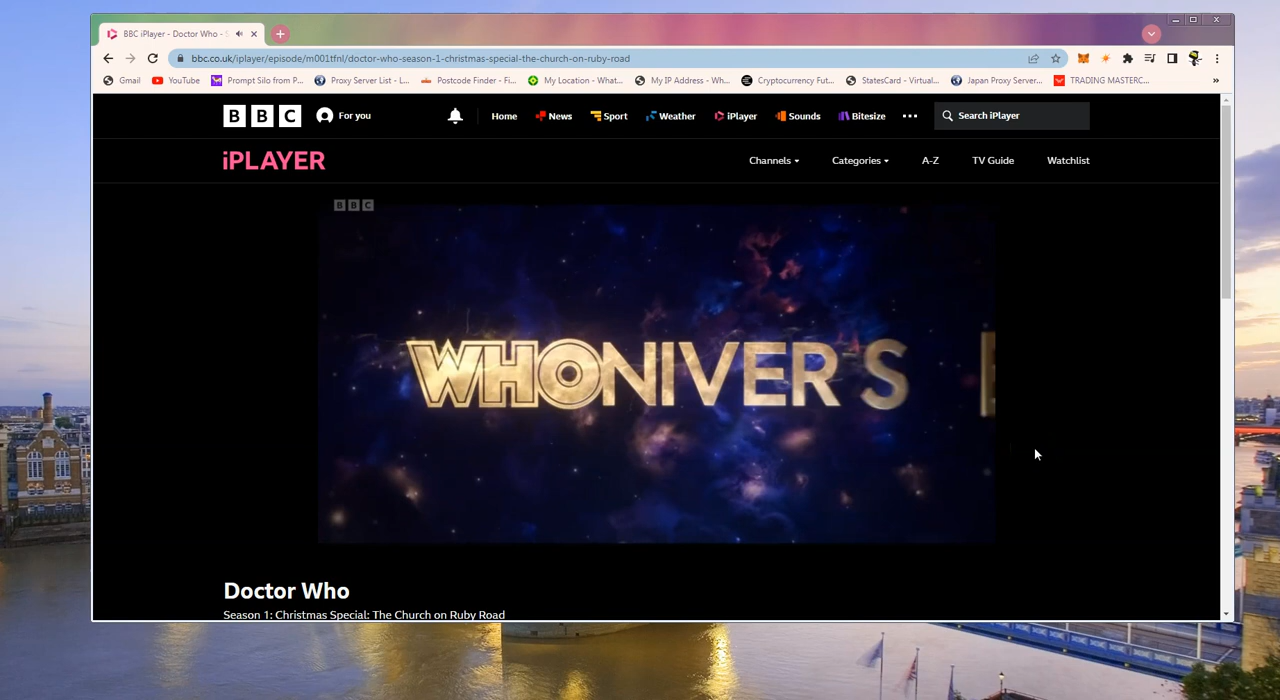 BBC iPlayer - Doctor Who - S
bbc.co.uk/iplayer/episode/m001tfnl/doctor-who-season-1-christmas-special-the-church-on-ruby-road
Gmail YouTube Prompt Silo from P... Proxy Server List - L... Postcode Finder - Fi... My Location - What... My IP Address - Wh... Cryptocurrency Fut... StatesCard - Virtual... Japan Proxy Server... TRADING MASTERC... »
BBC For you Home News Sport Weather iPlayer Sounds Bitesize Search iPlayer
iPLAYER Channels Categories A-Z TV Guide Watchlist
BBC
WHONIVERS
Doctor Who
Season 1: Christmas Special: The Church on Ruby Road